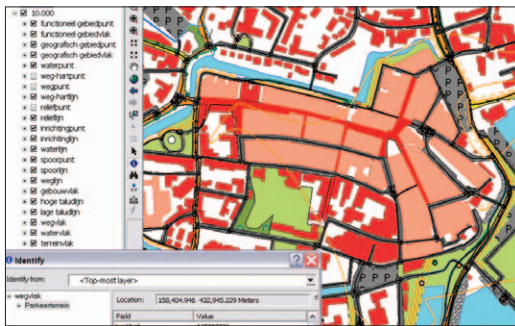 10.000
functioneel gebiedpunt
functioneel gebiedvlak
geografisch gebiedpunt
geografisch gebiedvlak
waterpunt
weg-hartpunt
wegpunt
weg-hartlijn
reliëfpunt
reliëflijn
inrichtingpunt
inrichtinglijn
waterlijn
spoorpunt
spoorlijn
weglijn
gebouwvlak
hoge taludlijn
lage taludlijn
wegvlak
watervlak
terreinvlak
Identify
Identify from: <Top-most layer>
wegvlak
Parkeerterrein
Location: 158,404.946 432,945.229 Meters
Field Value
P P
P P
P P
P
P
P